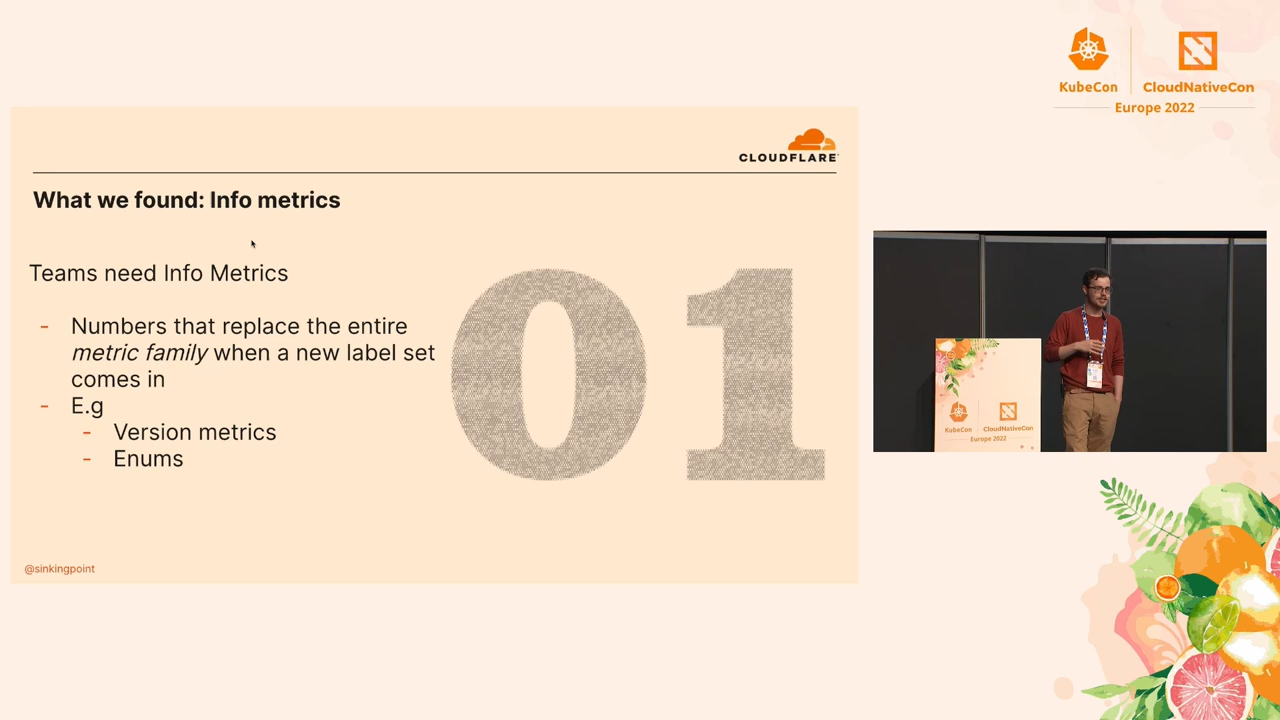 KubeCon
CloudNativeCon
Europe 2022
CLOUDFLARE
What we found: Info metrics
Teams need Info Metrics
- Numbers that replace the entire
metric family when a new label set
comes in
- E.g
- Version metrics
- Enums
01
@sinkingpoint
KubeCon
CloudNativeCon
Europe 2022